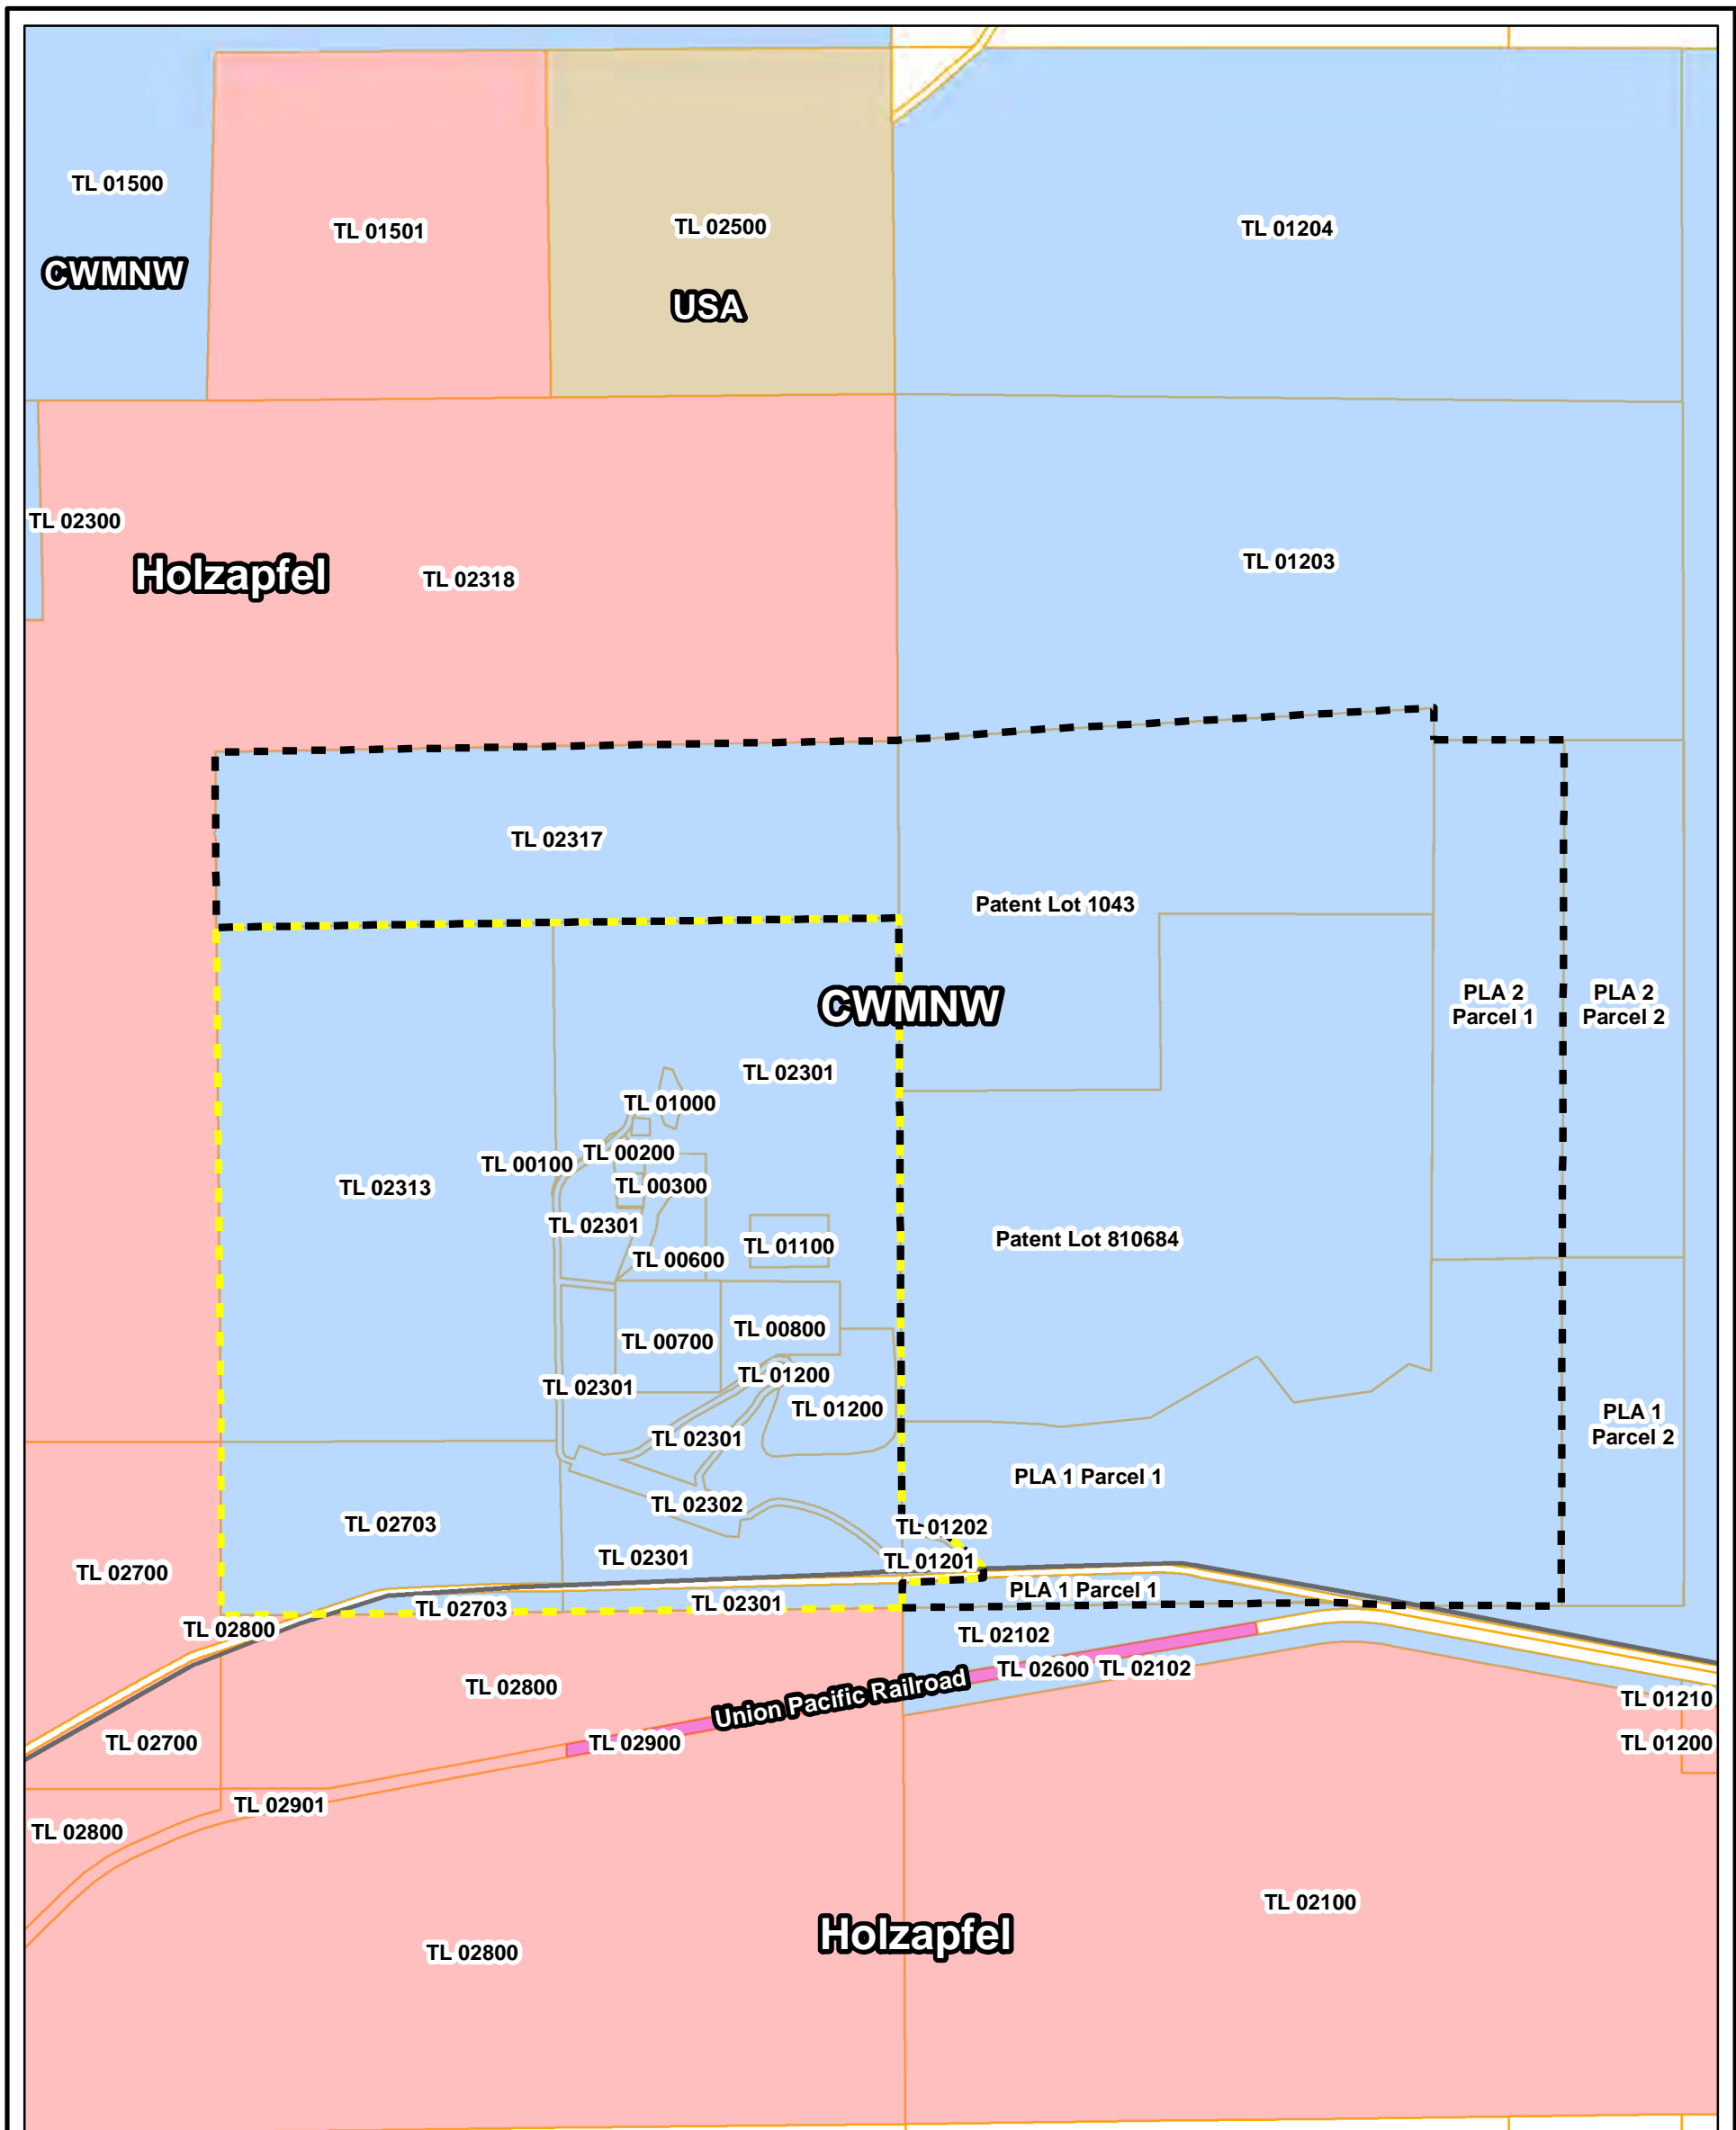 TL 01500
TL 01501
TL 02500
TL 01204
CWMNW
USA
TL 02300
TL 01203
Holzapfel
TL 02318
TL 02317
Patent Lot 1043
CWMNW
PLA 2
Parcel 1
PLA 2
Parcel 2
TL 02301
TL 01000
TL 00200
TL 00100
TL 00300
TL 02313
TL 02301
Patent Lot 810684
TL 01100
TL 00600
TL 00800
TL 00700
TL 01200
TL 02301
TL 01200
PLA 1
Parcel 2
TL 02301
PLA 1 Parcel 1
TL 02302
TL 02703
TL 01202
TL 02301
TL 01201
TL 02700
PLA 1 Parcel 1
TL 02301
TL 02703
TL 02800
TL 02102
TL 02600
TL 02102
TL 02800
Union Pacific Railroad
TL 01210
TL 02700
TL 02900
TL 01200
TL 02901
TL 02800
TL 02100
Holzapfel
TL 02800